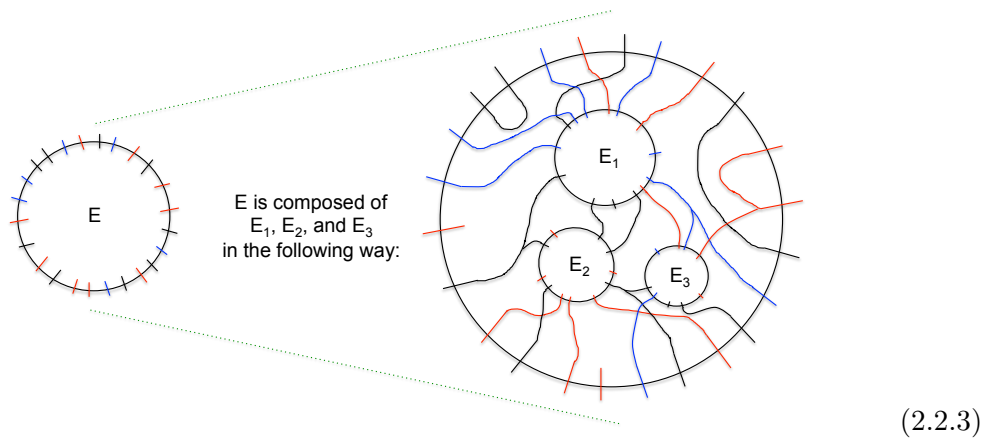 E
E is composed of
E₁, E₂, and E₃
in the following way:
E₁
E₂
E₃
(2.2.3)